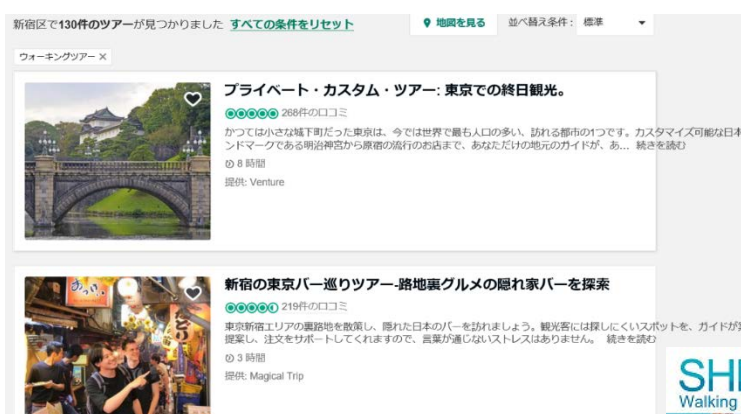 新宿区で130件のツアーが見つかりました すべての条件をリセット
地図を見る
並べ替え条件: 標準
ウォーキングツアー ×
プライベート・カスタム・ツアー: 東京での終日観光。
268件の口コミ
かつては小さな城下町だった東京は、今では世界で最も人口の多い、訪れる都市の1つです。カスタマイズ可能な日本
ンドマークである明治神宮から原宿の流行のお店まで、あなただけの地元のガイドが、あ... 続きを読む
8 時間
提供: Venture
新宿の東京バー巡りツアー-路地裏グルメの隠れ家バーを探索
219件の口コミ
東京新宿エリアの裏路地を散策し、隠れた日本のバーを訪れましょう。観光客には探しにくいスポットを、ガイドが
提案し、注文をサポートしてくれますので、言葉が通じないストレスはありません。 続きを読む
3 時間
提供: Magical Trip
SHI
Walking